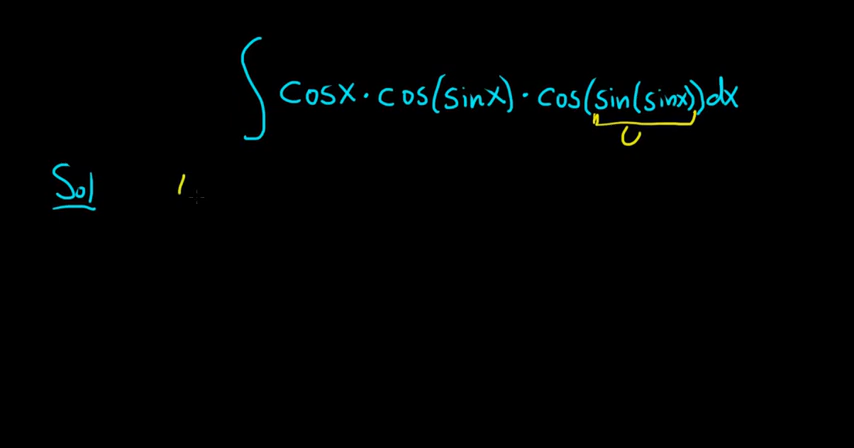 ∫ cosx · cos(sinx) · cos(sin(sinx))dx
U
Sol